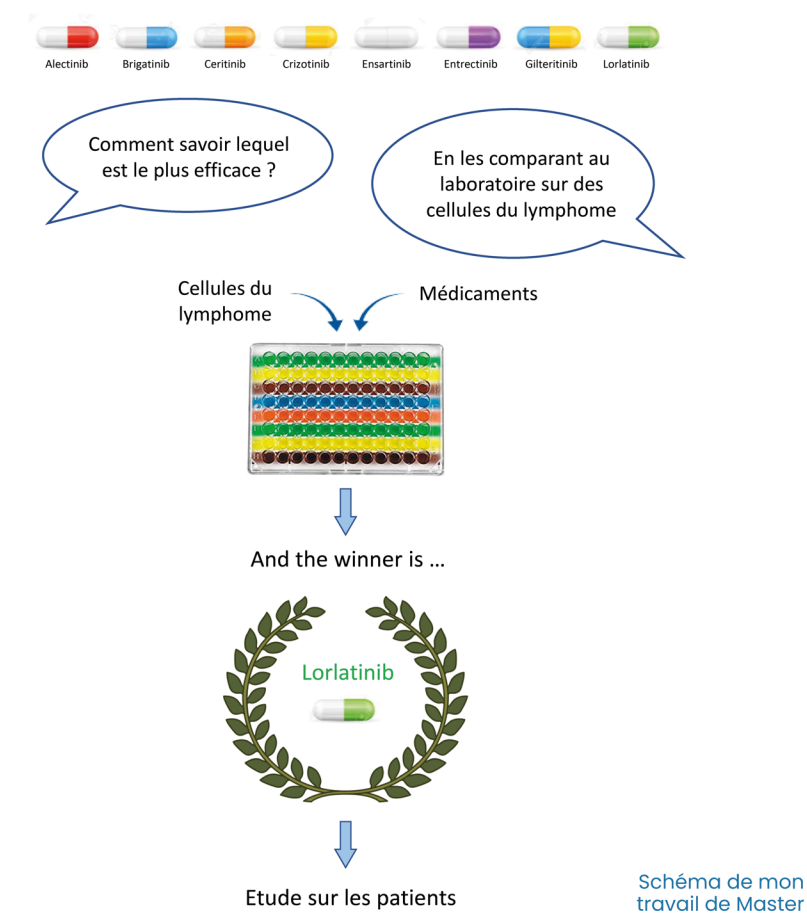 Alectinib
Brigatinib
Ceritinib
Crizotinib
Ensartinib
Entrectinib
Gilteritinib
Lorlatinib
Comment savoir lequel
est le plus efficace ?
En les comparant au
laboratoire sur des
cellules du lymphome
Cellules du
lymphome
Médicaments
And the winner is ...
Lorlatinib
Etude sur les patients
Schéma de mon
travail de Master